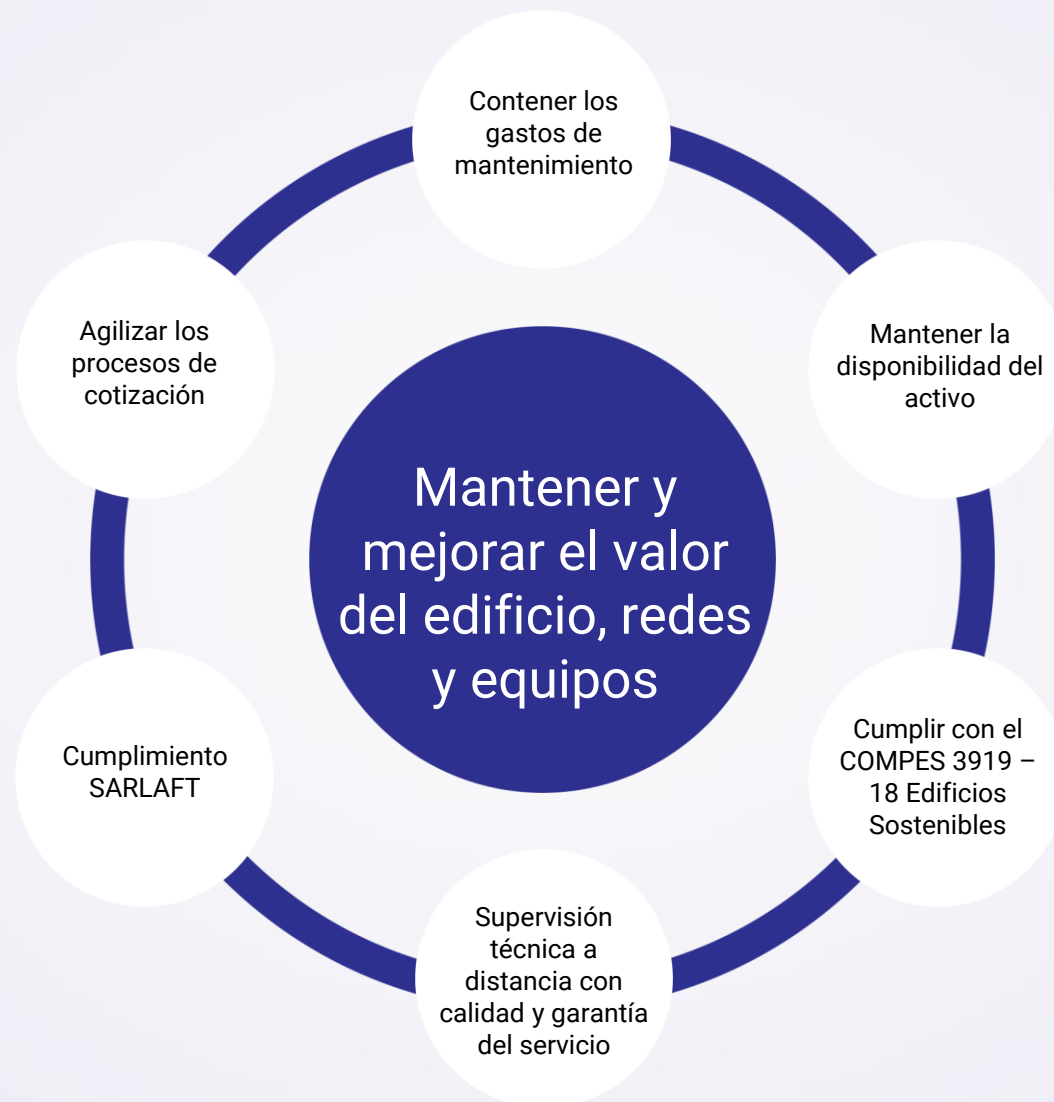 Contener los
gastos de
mantenimiento
Agilizar los
procesos de
cotización
Mantener la
disponibilidad del
activo
Mantener y
mejorar el valor
del edificio, redes
y equipos
Cumplimiento
SARLAFT
Cumplir con el
COMPES 3919 –
18 Edificios
Sostenibles
Supervisión
técnica a
distancia con
calidad y garantía
del servicio